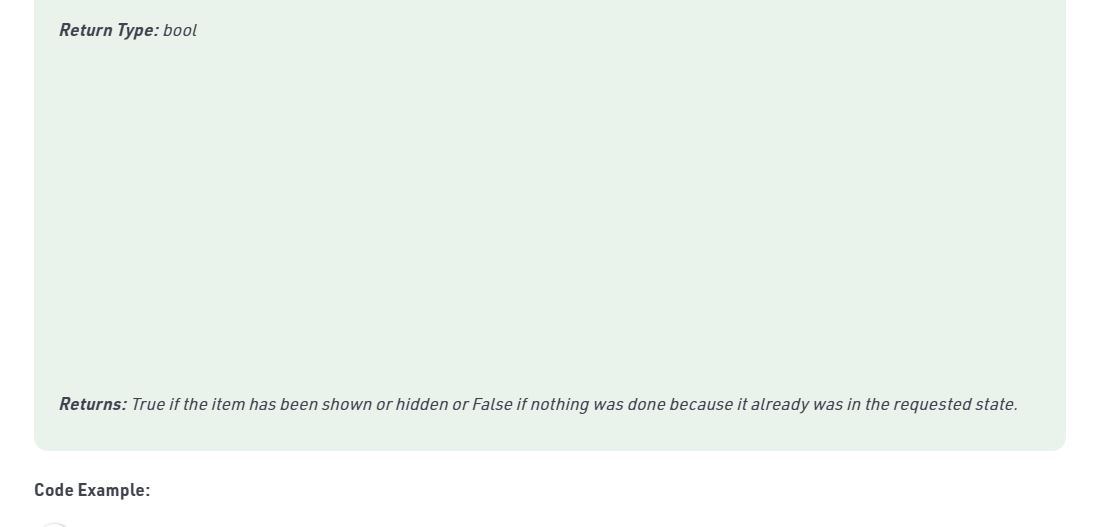 Return Type: bool
Returns: True if the item has been shown or hidden or False if nothing was done because it already was in the requested state.
Code Example: